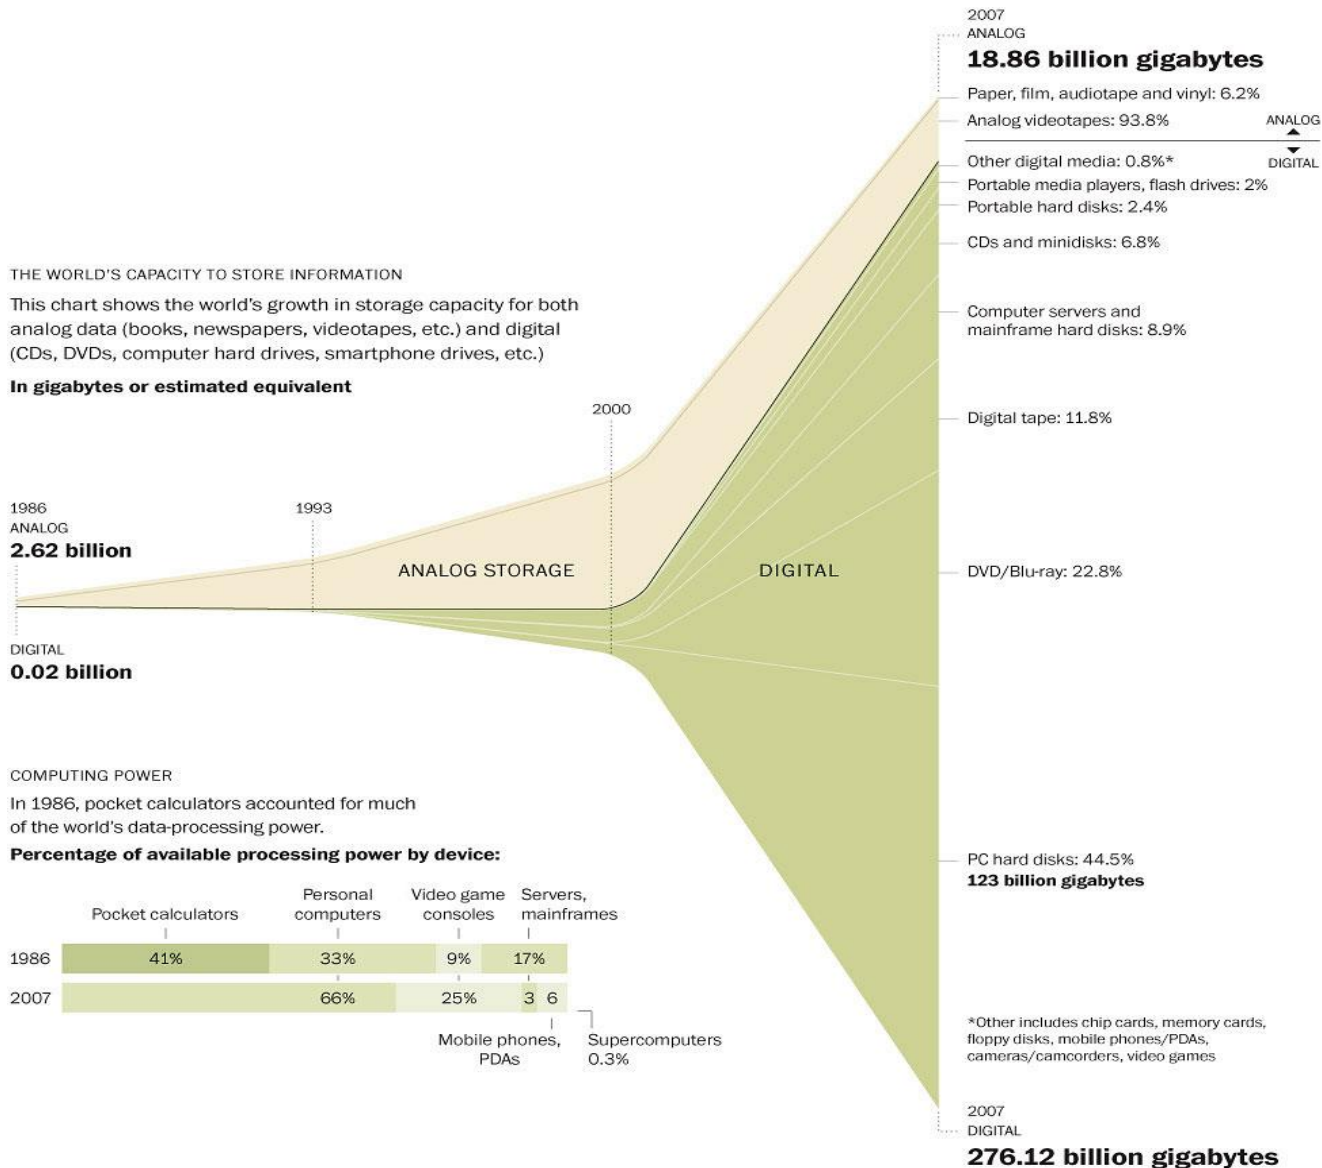 2007
ANALOG
18.86 billion gigabytes
Paper, film, audiotape and vinyl: 6.2%
Analog videotapes: 93.8%
ANALOG
Other digital media: 0.8%*
DIGITAL
Portable media players, flash drives: 2%
Portable hard disks: 2.4%
CDs and minidisks: 6.8%
Computer servers and
mainframe hard disks: 8.9%
Digital tape: 11.8%
DVD/Blu-ray: 22.8%
PC hard disks: 44.5%
123 billion gigabytes
*Other includes chip cards, memory cards,
floppy disks, mobile phones/PDAs,
cameras/camcorders, video games
2007
DIGITAL
276.12 billion gigabytes
THE WORLD'S CAPACITY TO STORE INFORMATION
This chart shows the world's growth in storage capacity for both
analog data (books, newspapers, videotapes, etc.) and digital
(CDs, DVDs, computer hard drives, smartphone drives, etc.)
In gigabytes or estimated equivalent
2000
1986
ANALOG
2.62 billion
1993
ANALOG STORAGE
DIGITAL
DIGITAL
0.02 billion
COMPUTING POWER
In 1986, pocket calculators accounted for much
of the world's data-processing power.
Percentage of available processing power by device:
Pocket calculators
Personal
computers
Video game
consoles
Servers,
mainframes
1986 41% 33% 9% 17%
2007 66% 25% 3 6
Mobile phones,
PDAs
Supercomputers
0.3%